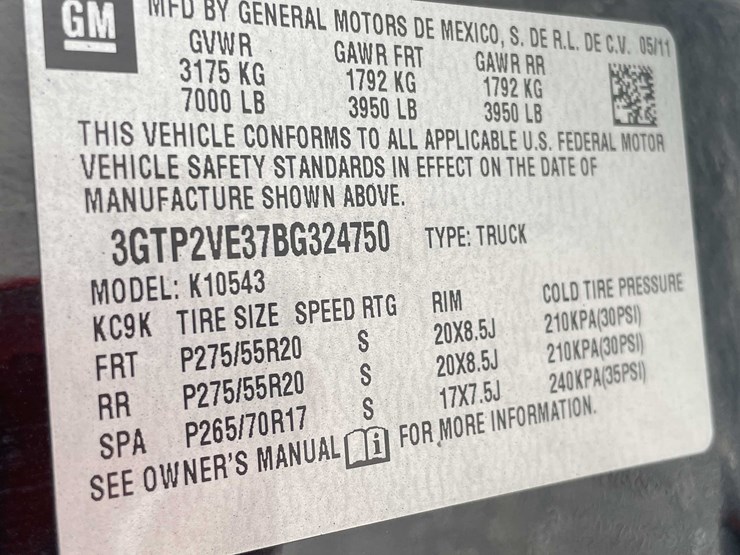 GM
MFD BY GENERAL MOTORS DE MEXICO, S. DE R.L. DE C.V. 05/11
GVWR GAWR FRT GAWR RR
3175 KG 1792 KG 1792 KG
7000 LB 3950 LB 3950 LB
THIS VEHICLE CONFORMS TO ALL APPLICABLE U.S. FEDERAL MOTOR
VEHICLE SAFETY STANDARDS IN EFFECT ON THE DATE OF
MANUFACTURE SHOWN ABOVE.
3GTP2VE37BG324750 TYPE: TRUCK
MODEL: K10543
KC9K TIRE SIZE SPEED RTG RIM COLD TIRE PRESSURE
FRT P275/55R20 S 20X8.5J 210KPA(30PSI)
RR P275/55R20 S 20X8.5J 210KPA(30PSI)
SPA P265/70R17 S 17X7.5J 240KPA(35PSI)
SEE OWNER'S MANUAL i FOR MORE INFORMATION.